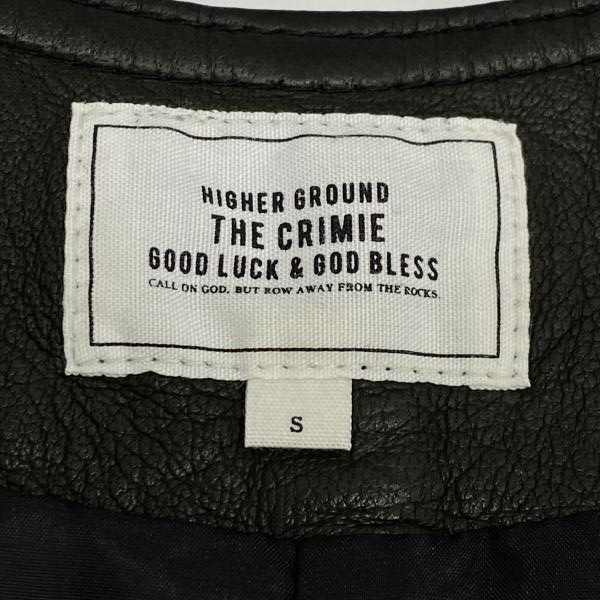 HIGHER GROUND
THE CRIMIE
GOOD LUCK & GOD BLESS
CALL ON GOD, BUT ROW AWAY FROM THE ROCKS.
S